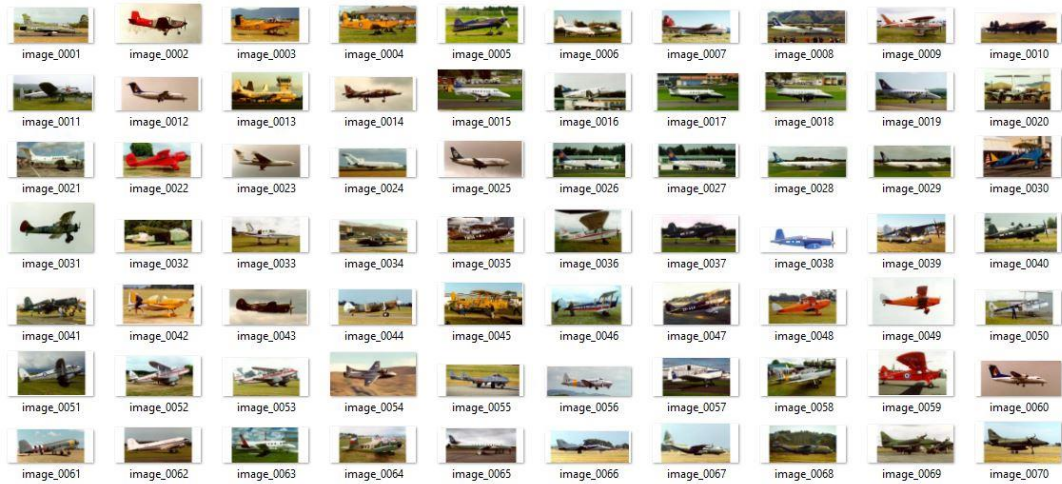 image_0001 image_0002 image_0003 image_0004 image_0005 image_0006 image_0007 image_0008 image_0009 image_0010
image_0011 image_0012 image_0013 image_0014 image_0015 image_0016 image_0017 image_0018 image_0019 image_0020
image_0021 image_0022 image_0023 image_0024 image_0025 image_0026 image_0027 image_0028 image_0029 image_0030
image_0031 image_0032 image_0033 image_0034 image_0035 image_0036 image_0037 image_0038 image_0039 image_0040
image_0041 image_0042 image_0043 image_0044 image_0045 image_0046 image_0047 image_0048 image_0049 image_0050
image_0051 image_0052 image_0053 image_0054 image_0055 image_0056 image_0057 image_0058 image_0059 image_0060
image_0061 image_0062 image_0063 image_0064 image_0065 image_0066 image_0067 image_0068 image_0069 image_0070